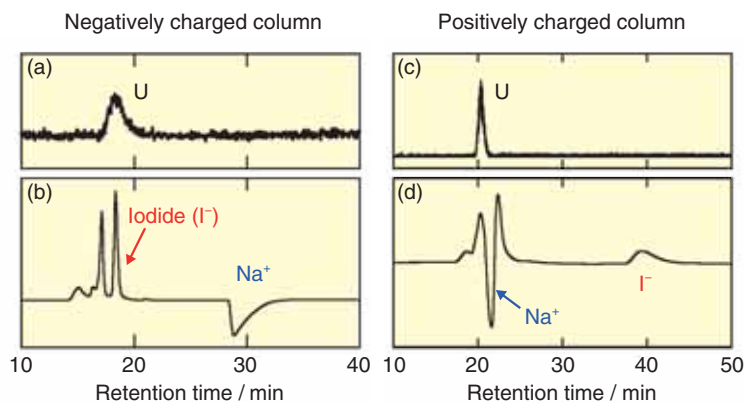 Negatively charged column
(a)
U
(b)
Iodide (I⁻)
Na⁺
10 20 30 40
Retention time / min
Positively charged column
(c)
U
(d)
Na⁺
I⁻
10 20 30 40 50
Retention time / min